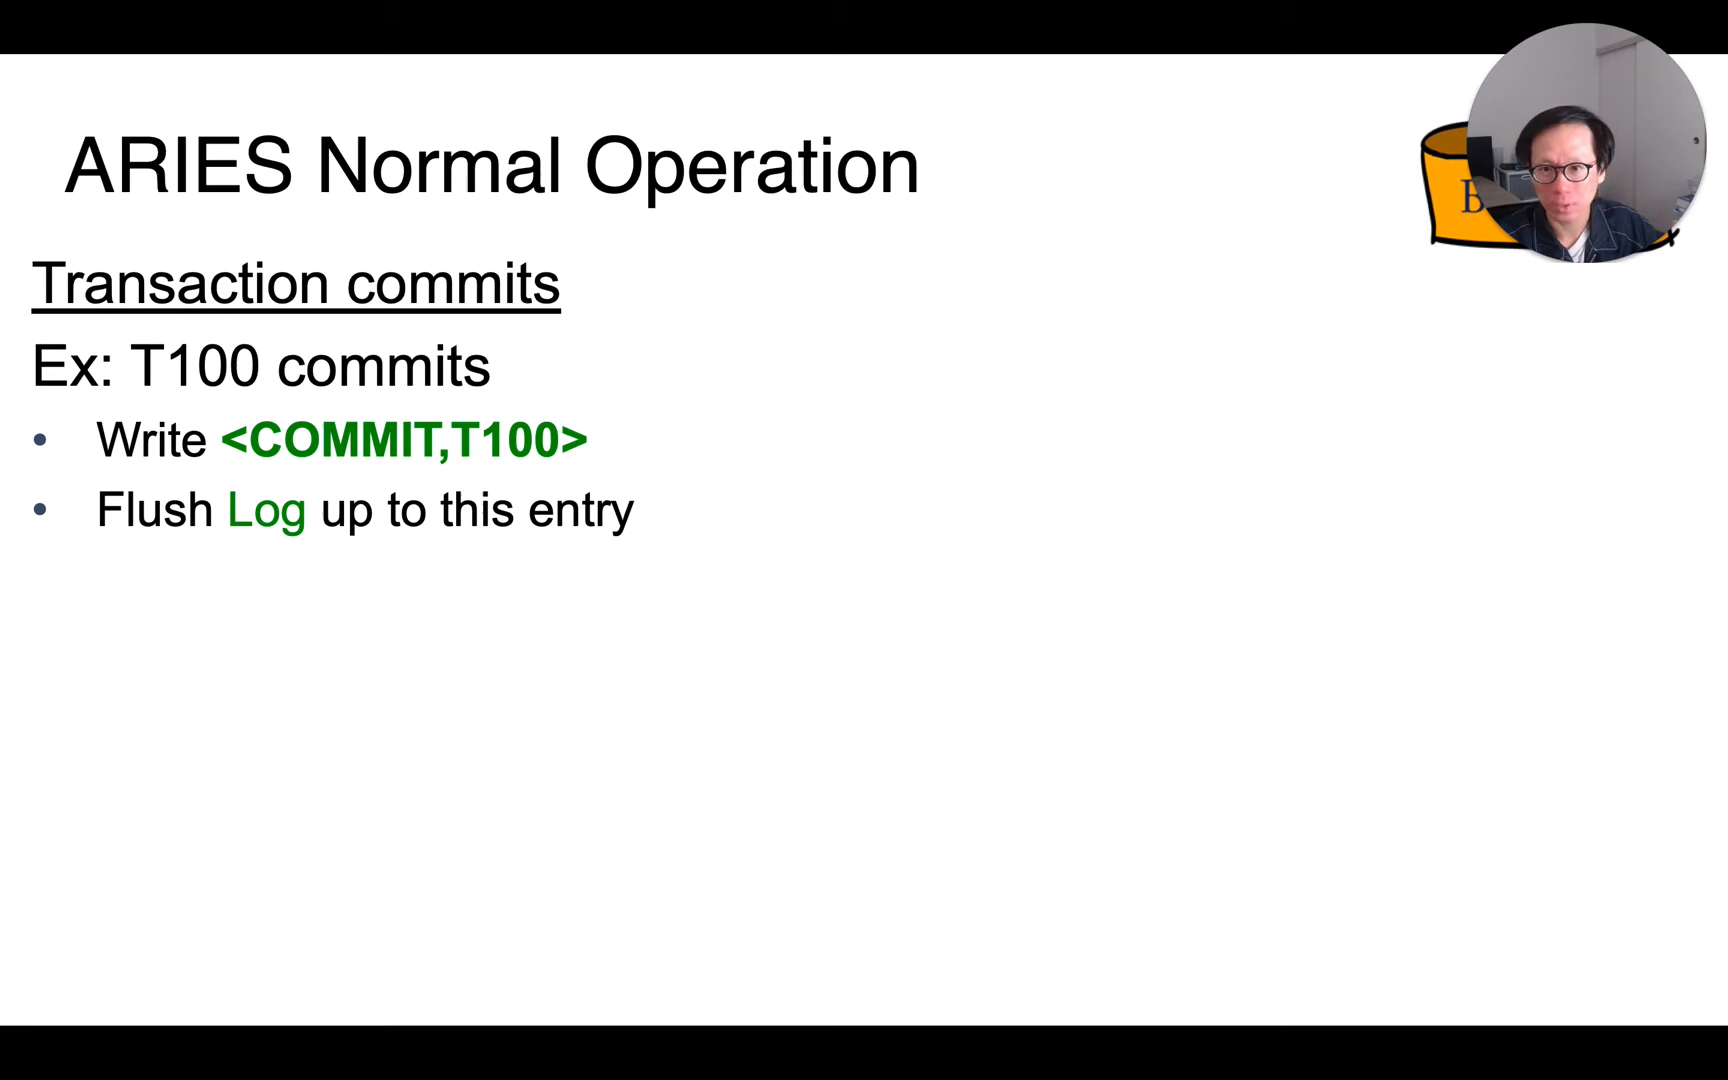 ARIES Normal Operation
Transaction commits
Ex: T100 commits
• Write <COMMIT,T100>
• Flush Log up to this entry